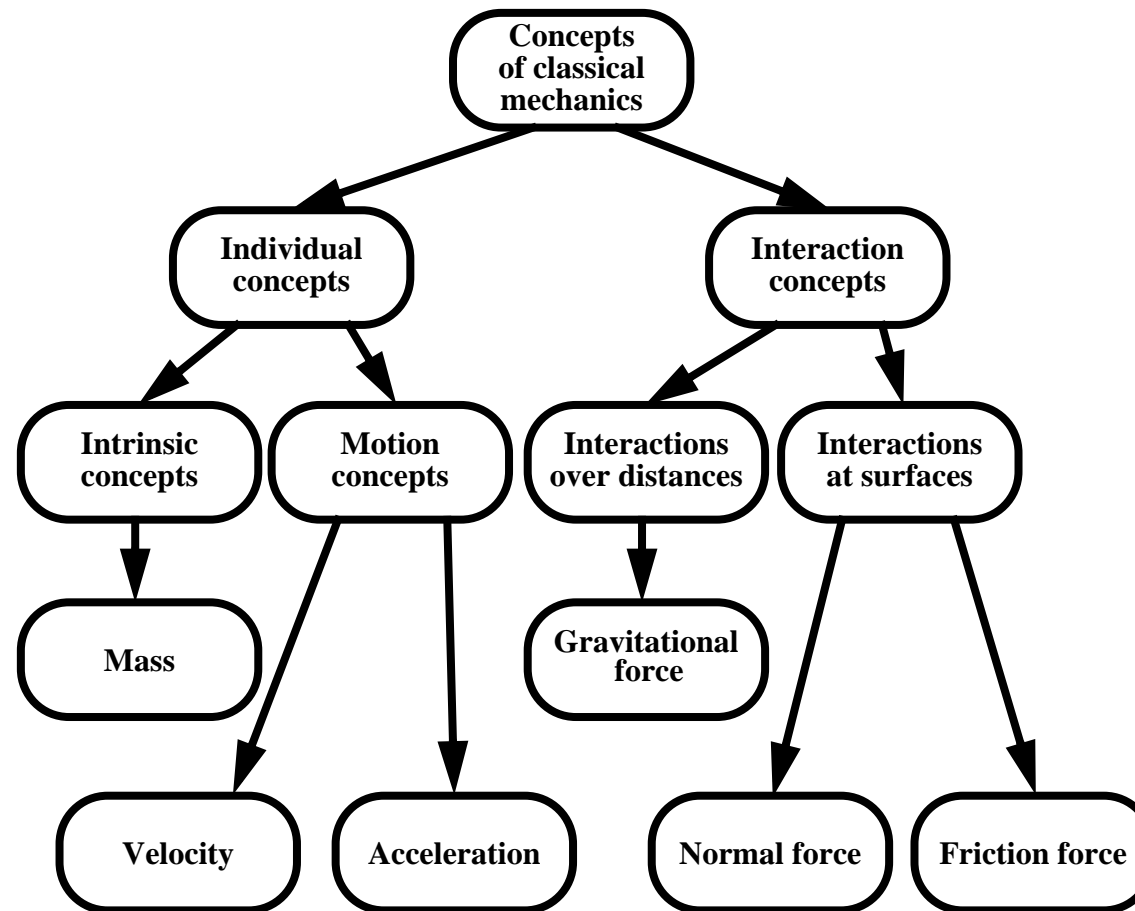 Concepts
of classical
mechanics
Individual
concepts
Interaction
concepts
Intrinsic
concepts
Motion
concepts
Interactions
over distances
Interactions
at surfaces
Mass
Gravitational
force
Velocity
Acceleration
Normal force
Friction force